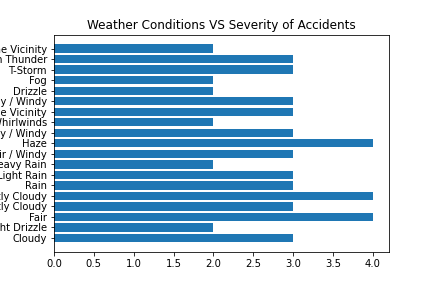 Weather Conditions VS Severity of Accidents
e Vicinity
n Thunder
T-Storm
Fog
Drizzle
y / Windy
e Vicinity
Whirlwinds
y / Windy
Haze
ir / Windy
eavy Rain
Light Rain
Rain
tly Cloudy
tly Cloudy
Fair
ht Drizzle
Cloudy
0.0 0.5 1.0 1.5 2.0 2.5 3.0 3.5 4.0